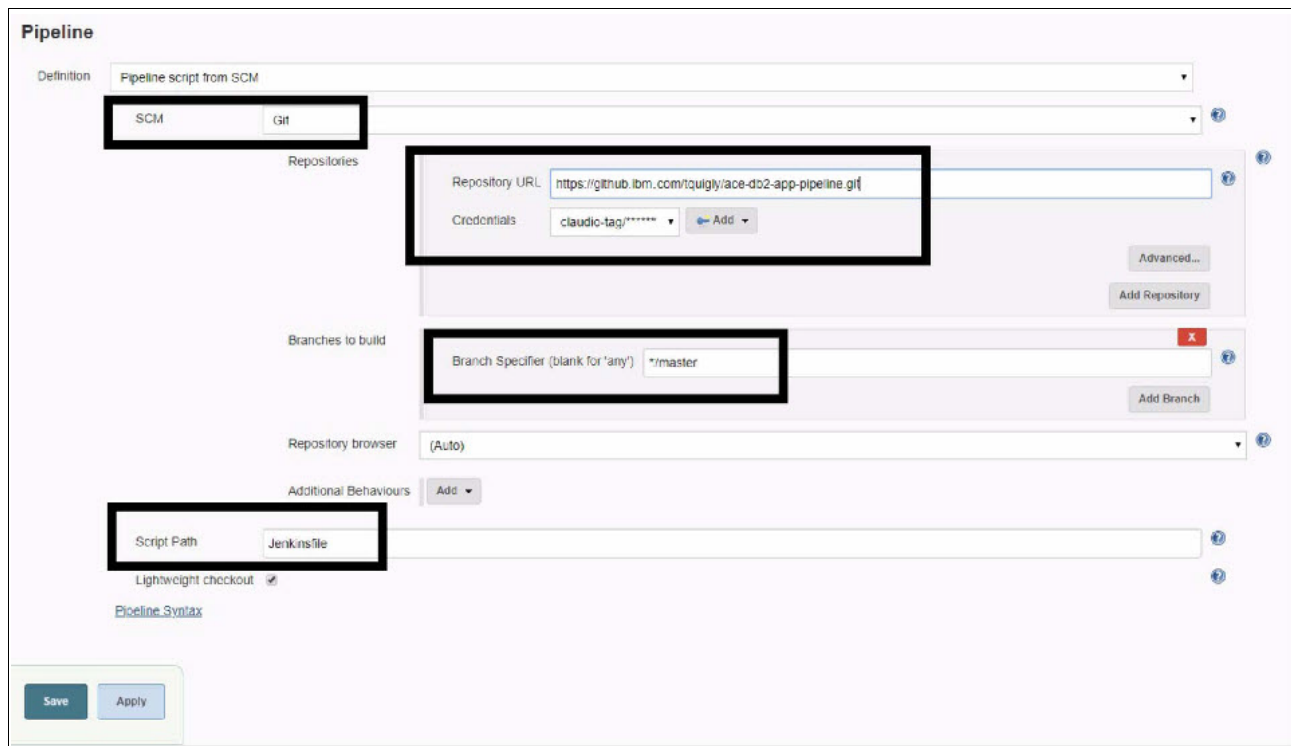 Pipeline
Definition Pipeline script from SCM
SCM Git
Repositories
Repository URL https://github.ibm.com/tquigly/ace-db2-app-pipeline.git
Credentials claudio-tag/****** Add
Advanced...
Add Repository
Branches to build
X
Branch Specifier (blank for 'any') */master
Add Branch
Repository browser (Auto)
Additional Behaviours Add
Script Path Jenkinsfile
Lightweight checkout
Pipeline Syntax
Save Apply